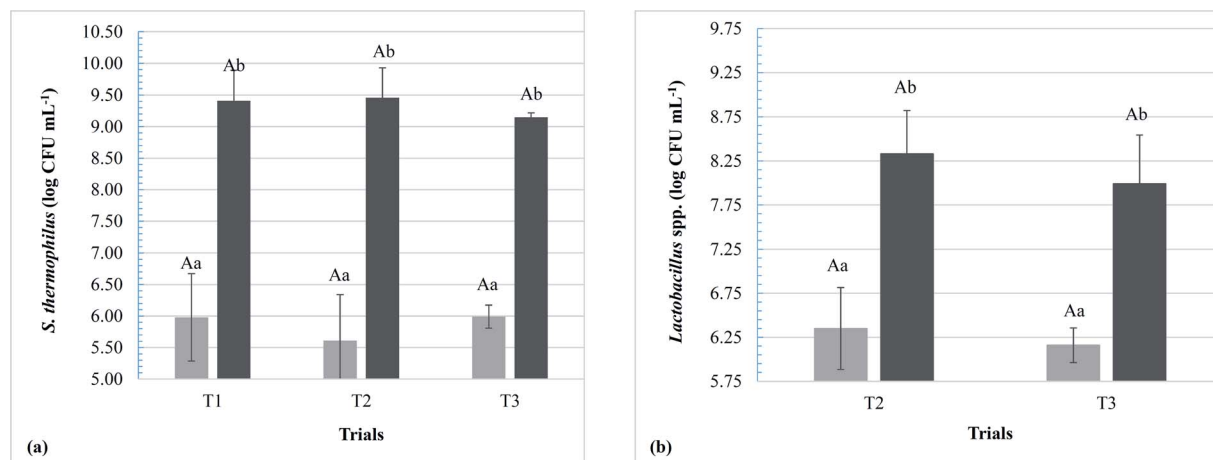 S. thermophilus (log CFU mL⁻¹)
10.50
10.00
9.50
9.00
8.50
8.00
7.50
7.00
6.50
6.00
5.50
5.00
Aa
Ab
Aa
Ab
Aa
Ab
T1
T2
T3
Trials
(a)
Lactobacillus spp. (log CFU mL⁻¹)
9.75
9.25
8.75
8.25
7.75
7.25
6.75
6.25
5.75
Aa
Ab
Aa
Ab
T2
T3
Trials
(b)